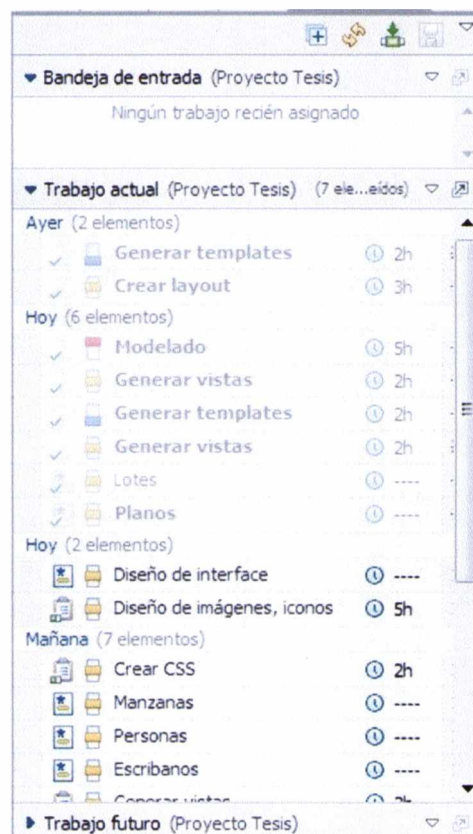 Bandeja de entrada (Proyecto Tesis)
Ningún trabajo recién asignado
Trabajo actual (Proyecto Tesis) (7 ele...eídos)
Ayer (2 elementos)
Generar templates 2h
Crear layout 3h
Hoy (6 elementos)
Modelado 5h
Generar vistas 2h
Generar templates 2h
Generar vistas 2h
Lotes ----
Planos ----
Hoy (2 elementos)
Diseño de interface ----
Diseño de imágenes, iconos 5h
Mañana (7 elementos)
Crear CSS 2h
Manzanas ----
Personas ----
Escribanos ----
Generar vistas 2h
Trabajo futuro (Proyecto Tesis)